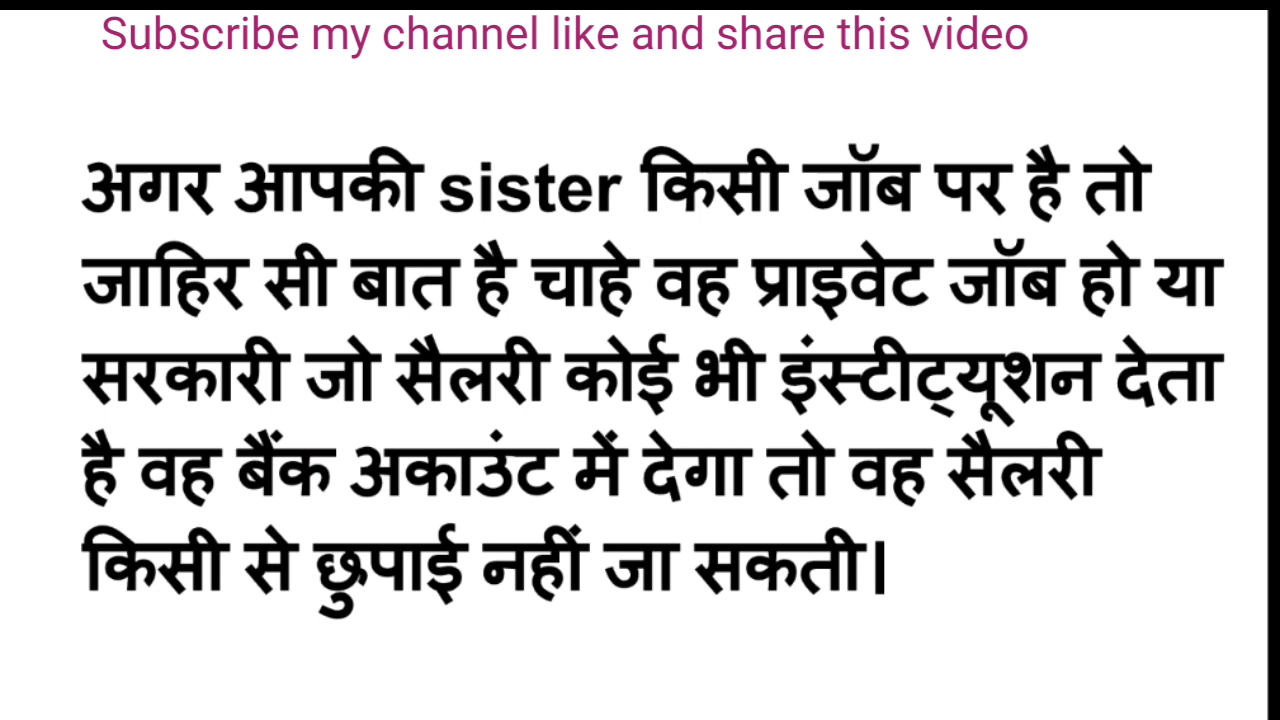 Subscribe my channel like and share this video
अगर आपकी sister किसी जॉब पर है तो
जाहिर सी बात है चाहे वह प्राइवेट जॉब हो या
सरकारी जो सैलरी कोई भी इंस्टीट्यूशन देता
है वह बैंक अकाउंट में देगा तो वह सैलरी
किसी से छुपाई नहीं जा सकती।